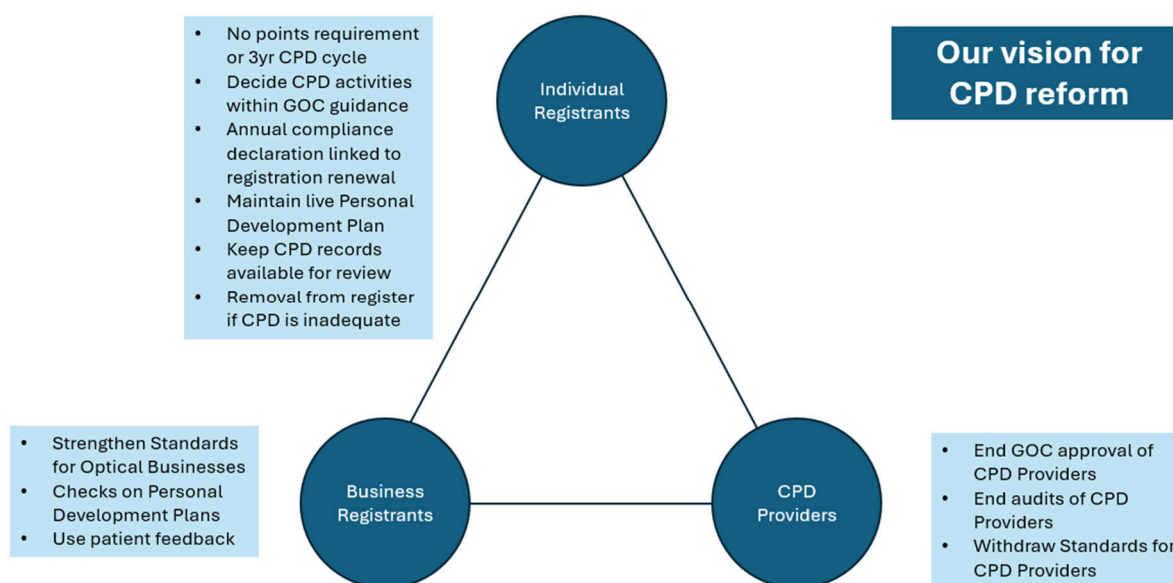 Our vision for
CPD reform
Individual
Registrants
• No points requirement
or 3yr CPD cycle
• Decide CPD activities
within GOC guidance
• Annual compliance
declaration linked to
registration renewal
• Maintain live Personal
Development Plan
• Keep CPD records
available for review
• Removal from register
if CPD is inadequate
Business
Registrants
• Strengthen Standards
for Optical Businesses
• Checks on Personal
Development Plans
• Use patient feedback
CPD
Providers
• End GOC approval of
CPD Providers
• End audits of CPD
Providers
• Withdraw Standards for
CPD Providers